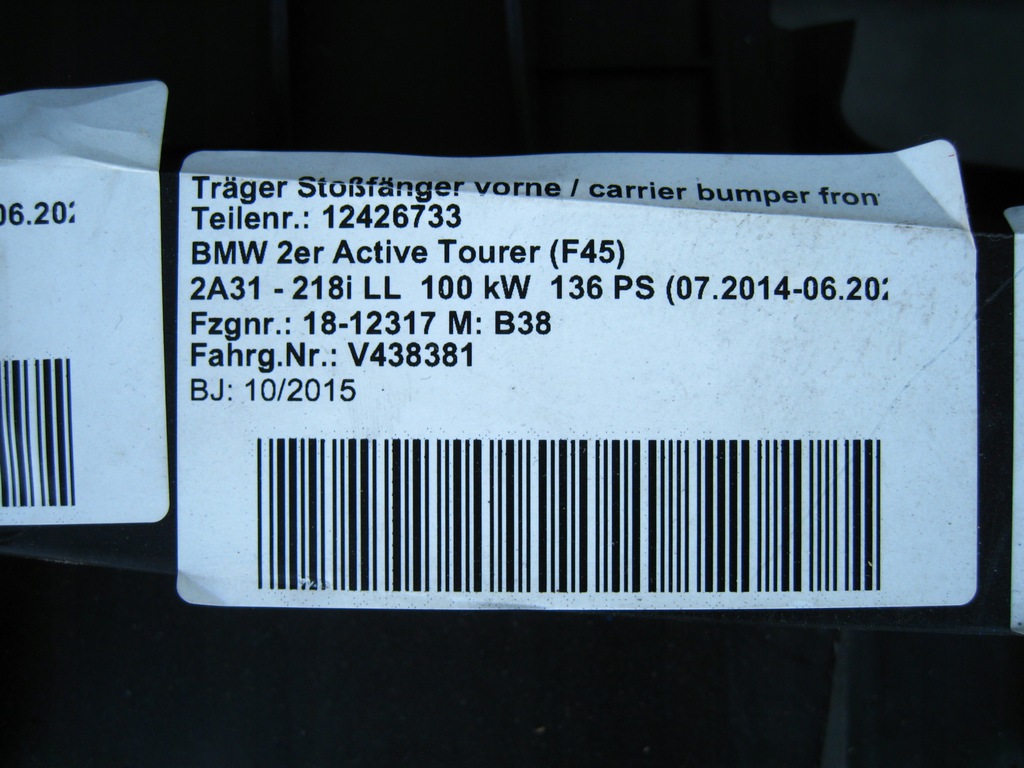 Träger Stoßfänger vorne / carrier bumper fron
Teilenr.: 12426733
BMW 2er Active Tourer (F45)
2A31 - 218i LL 100 kW 136 PS (07.2014-06.202
Fzgnr.: 18-12317 M: B38
Fahrg.Nr.: V438381
BJ: 10/2015
06.202